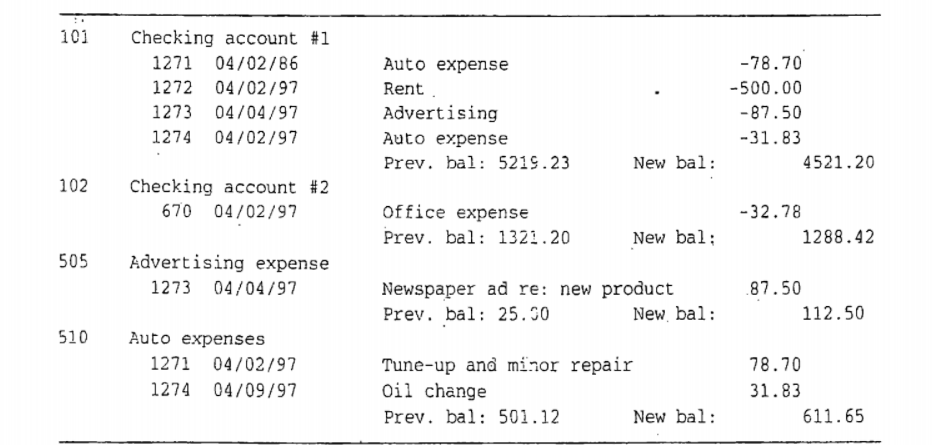 101 Checking account #1
1271 04/02/86 Auto expense -78.70
1272 04/02/97 Rent -500.00
1273 04/04/97 Advertising -87.50
1274 04/02/97 Auto expense -31.83
Prev. bal: 5219.23 New bal: 4521.20
102 Checking account #2
670 04/02/97 Office expense -32.78
Prev. bal: 1321.20 New bal: 1288.42
505 Advertising expense
1273 04/04/97 Newspaper ad re: new product 87.50
Prev. bal: 25.00 New bal: 112.50
510 Auto expenses
1271 04/02/97 Tune-up and minor repair 78.70
1274 04/09/97 Oil change 31.83
Prev. bal: 501.12 New bal: 611.65